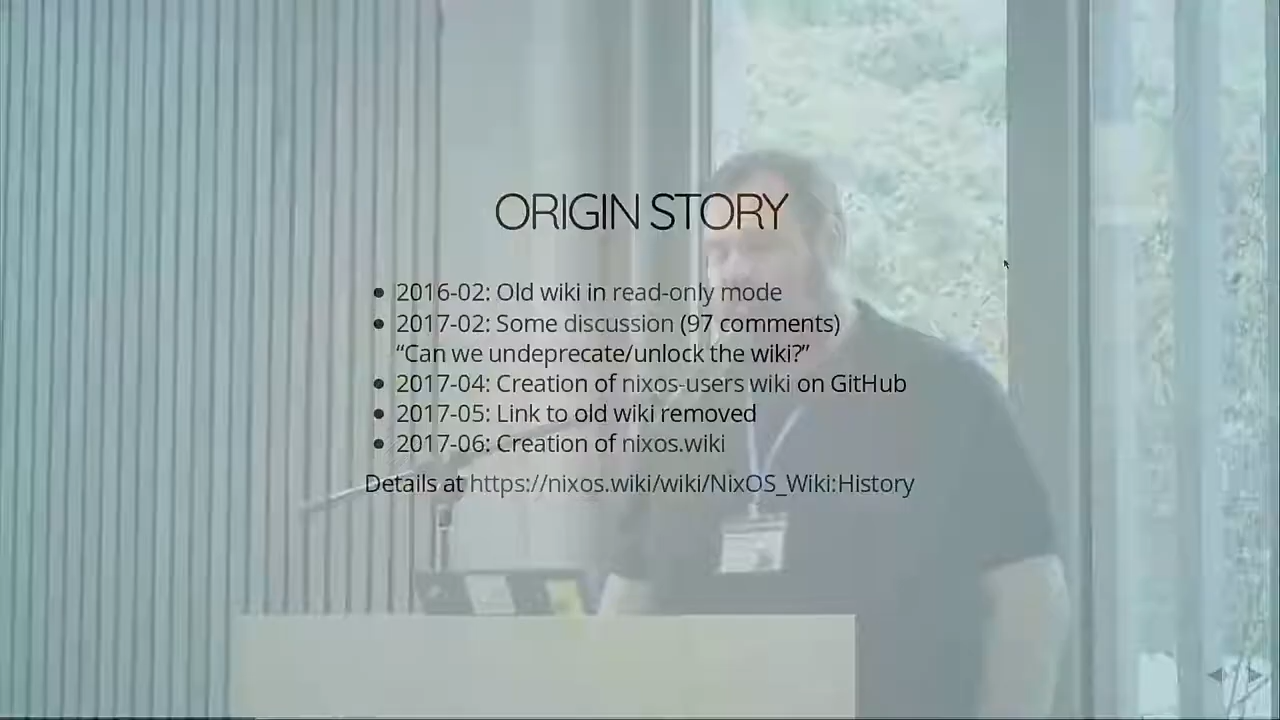 ORIGIN STORY
2016-02: Old wiki in read-only mode
2017-02: Some discussion (97 comments)
“Can we undeprecate/unlock the wiki?”
2017-04: Creation of nixos-users wiki on GitHub
2017-05: Link to old wiki removed
2017-06: Creation of nixos.wiki
Details at https://nixos.wiki/wiki/NixOS_Wiki:History